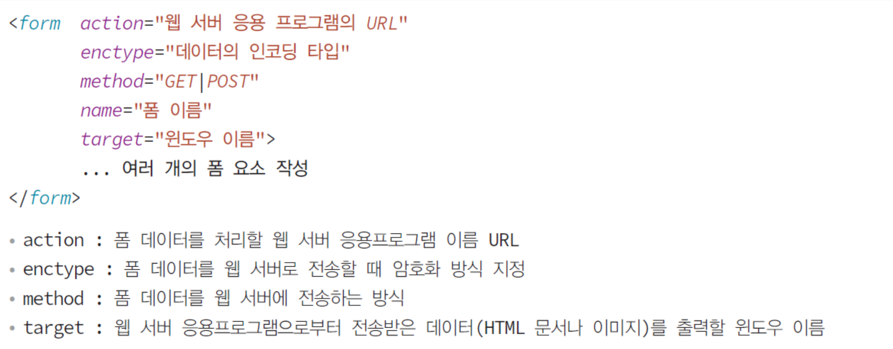 <form action="웹 서버 응용 프로그램의 URL"
enctype="데이터의 인코딩 타입"
method="GET|POST"
name="폼 이름"
target="윈도우 이름">
... 여러 개의 폼 요소 작성
</form>
• action : 폼 데이터를 처리할 웹 서버 응용프로그램 이름 URL
• enctype : 폼 데이터를 웹 서버로 전송할 때 암호화 방식 지정
• method : 폼 데이터를 웹 서버에 전송하는 방식
• target : 웹 서버 응용프로그램으로부터 전송받은 데이터(HTML 문서나 이미지)를 출력할 윈도우 이름